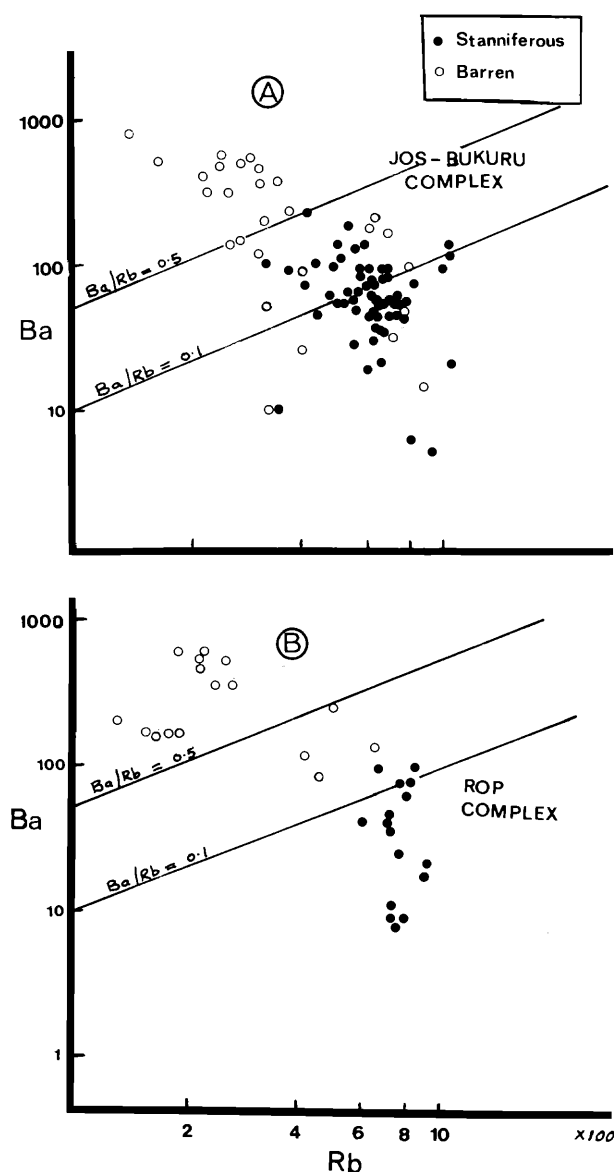 Stanniferous
Barren
A
1000
JOS-BUKURU
COMPLEX
100
Ba/Rb = 0.5
Ba
Ba/Rb = 0.1
10
1000
B
100
Ba/Rb = 0.5
ROP
COMPLEX
Ba
Ba/Rb = 0.1
10
1
2 4 6 8 10 x100
Rb